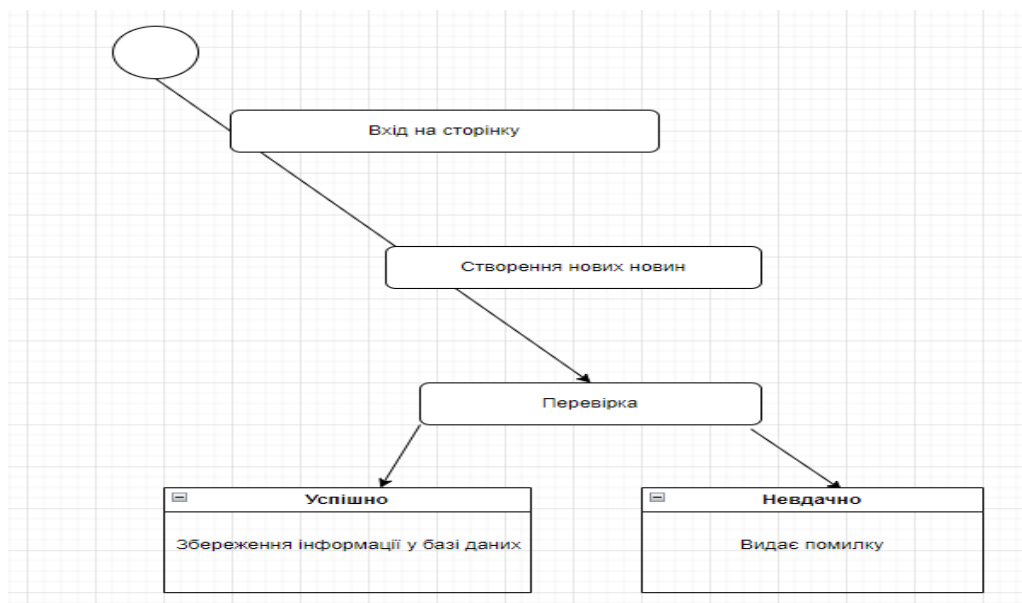 Вхід на сторінку
Створення нових новин
Перевірка
Успішно
Невдачно
Збереження інформації у базі даних
Видає помилку